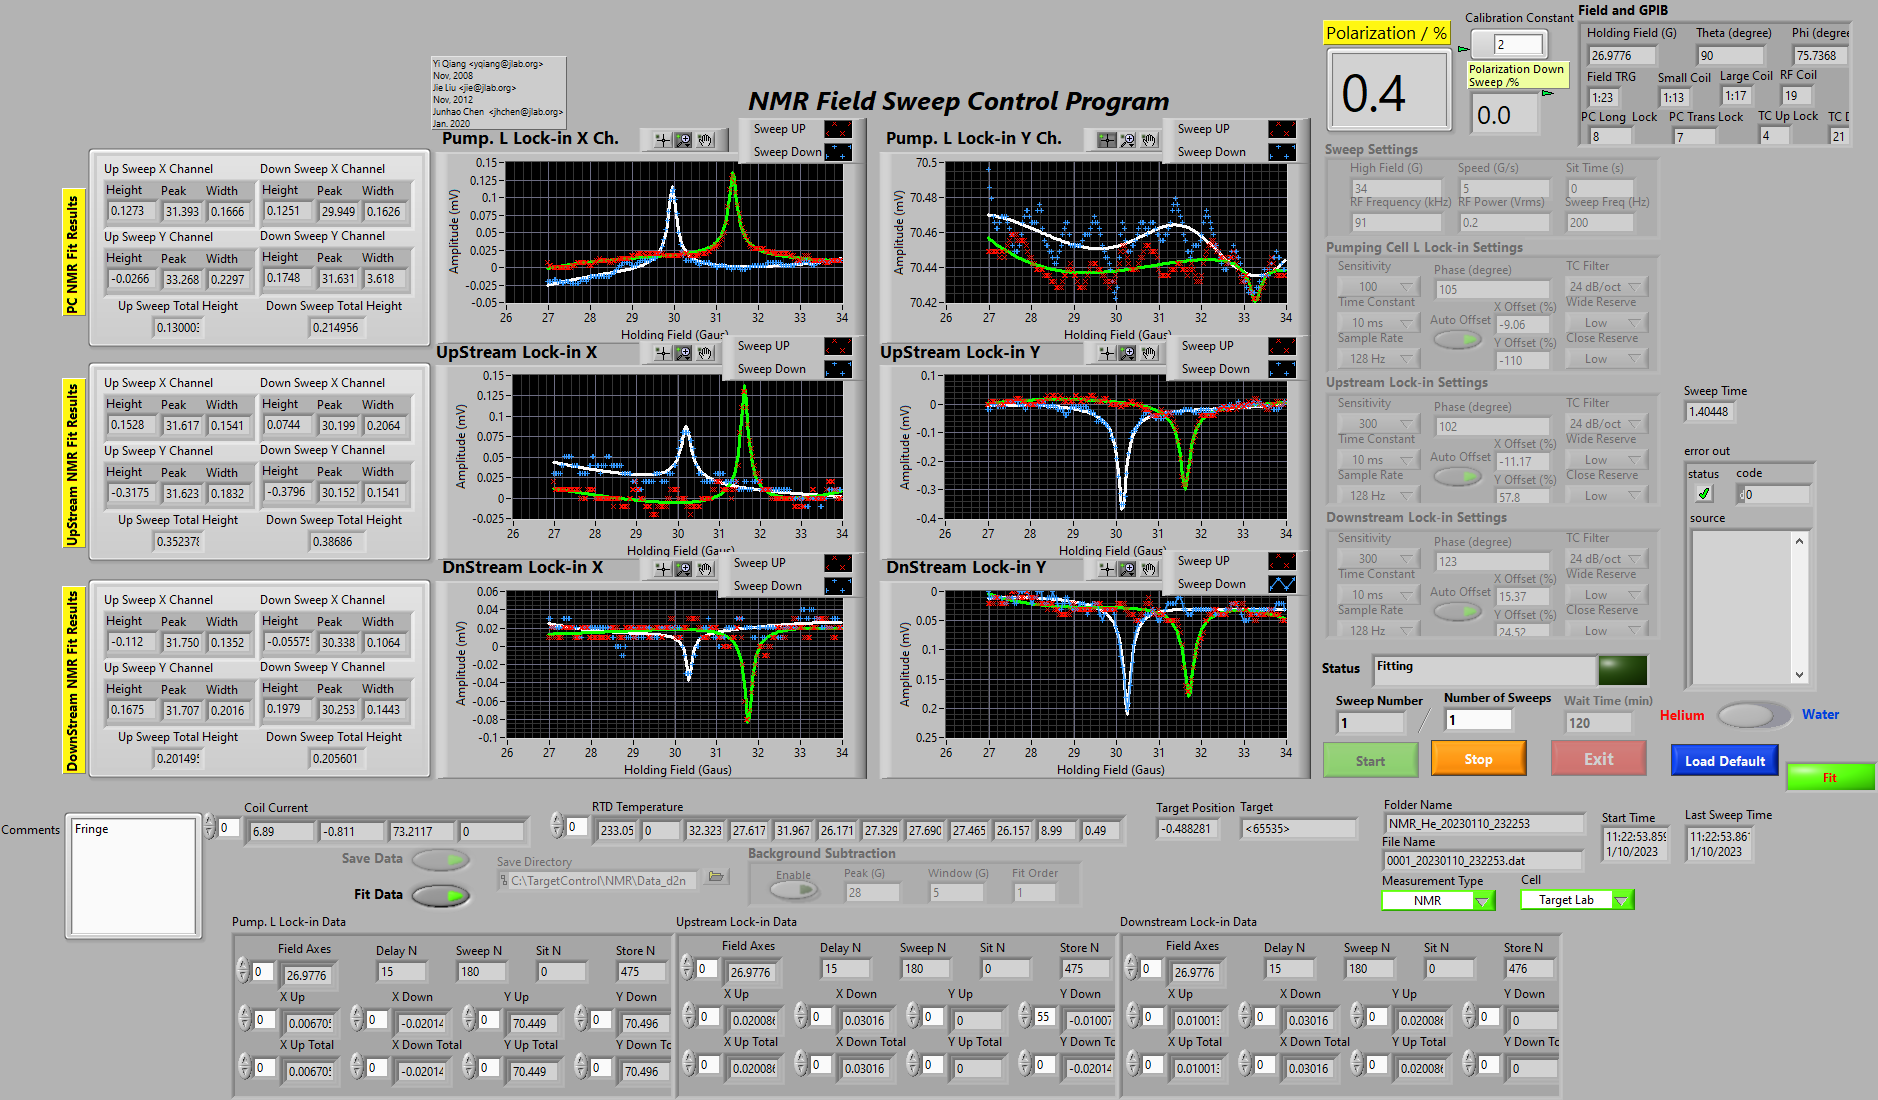 Yi Qiang <yqiang@jlab.org>
Nov, 2008
Jie Liu <jie@jlab.org>
Nov, 2012
Junhao Chen <jhchen@jlab.org>
Jan. 2020
NMR Field Sweep Control Program
Polarization / %
0.4
Calibration Constant
2
Polarization Down
Sweep /%
0.0
Field and GPIB
Holding Field (G) Theta (degree) Phi (degree
26.9776 90 75.7368
Field TRG Small Coil Large Coil RF Coil
1:23 1:13 1:17 19
PC Long Lock PC Trans Lock TC Up Lock TC D
8 7 4 21
PC NMR Fit Results
Up Sweep X Channel Down Sweep X Channel
Height Peak Width Height Peak Width
0.1273 31.393 0.1666 0.1251 29.949 0.1626
Up Sweep Y Channel Down Sweep Y Channel
Height Peak Width Height Peak Width
-0.0266 33.268 0.2297 0.1748 31.631 3.618
Up Sweep Total Height Down Sweep Total Height
0.214956
Pump. L Lock-in X Ch.
Sweep UP
Sweep Down
Amplitude (mV)
0.15
0.125
0.1
0.075
0.05
0.025
0
-0.025
-0.05
26 27 28 29 30 31 32 33 34
Holding Field (Gaus)
Pump. L Lock-in Y Ch.
Sweep UP
Sweep Down
Amplitude (mV)
70.5
70.48
70.46
70.44
70.42
26 27 28 29 30 31 32 33 34
Holding Field (Gaus)
UpStream NMR Fit Results
Up Sweep X Channel Down Sweep X Channel
Height Peak Width Height Peak Width
0.1528 31.617 0.1541 0.0744 30.199 0.2064
Up Sweep Y Channel Down Sweep Y Channel
Height Peak Width Height Peak Width
-0.3175 31.623 0.1832 -0.3796 30.152 0.1541
Up Sweep Total Height Down Sweep Total Height
0.352378 0.38686
UpStream Lock-in X
Sweep UP
Sweep Down
Amplitude (mV)
0.15
0.125
0.1
0.075
0.05
0.025
0
-0.025
26 27 28 29 30 31 32 33 34
Holding Field (Gaus)
UpStream Lock-in Y
Sweep UP
Sweep Down
Amplitude (mV)
0.1
0
-0.1
-0.2
-0.3
-0.4
26 27 28 29 30 31 32 33 34
Holding Field (Gaus)
DownStream NMR Fit Results
Up Sweep X Channel Down Sweep X Channel
Height Peak Width Height Peak Width
-0.112 31.750 0.1352 -0.05575 30.338 0.1064
Up Sweep Y Channel Down Sweep Y Channel
Height Peak Width Height Peak Width
0.1675 31.707 0.2016 0.1979 30.253 0.1443
Up Sweep Total Height Down Sweep Total Height
0.205601
DnStream Lock-in X
Sweep UP
Sweep Down
Amplitude (mV)
0.06
0.04
0.02
0
-0.02
-0.04
-0.06
-0.08
-0.1
26 27 28 29 30 31 32 33 34
Holding Field (Gaus)
DnStream Lock-in Y
Sweep UP
Sweep Down
Amplitude (mV)
0
0.05
0.1
0.15
0.2
0.25
26 27 28 29 30 31 32 33 34
Holding Field (Gaus)
Sweep Settings
High Field (G) Speed (G/s) Sit Time (s)
34 5 0
RF Frequency (kHz) RF Power (Vrms) Sweep Freq (Hz)
91 0.2 200
Pumping Cell L Lock-in Settings
Sensitivity Phase (degree) TC Filter
100 105 24 dB/oct
Time Constant X Offset (%) Wide Reserve
10 ms Auto Offset -9.06 Low
Sample Rate Y Offset (%) Close Reserve
128 Hz -110 Low
Upstream Lock-in Settings
Sensitivity Phase (degree) TC Filter
300 102 24 dB/oct
Time Constant X Offset (%) Wide Reserve
10 ms Auto Offset -11.17 Low
Sample Rate Y Offset (%) Close Reserve
128 Hz 57.8 Low
Downstream Lock-in Settings
Sensitivity Phase (degree) TC Filter
300 123 24 dB/oct
Time Constant X Offset (%) Wide Reserve
10 ms Auto Offset 15.37 Low
Sample Rate Y Offset (%) Close Reserve
128 Hz 24.52 Low
Sweep Time
1.40448
error out
status code
0
source
Status Fitting
Sweep Number Number of Sweeps Wait Time (min)
1 / 1 120
Helium Water
Start Stop Exit Load Default Fit
Comments
Fringe
Coil Current
0 6.89 -0.811 73.2117 0
RTD Temperature
0 233.05 0 32.323 27.617 31.967 26.171 27.329 27.690 27.465 26.157 8.99 0.49
Target Position Target
-0.488281 <65535>
Folder Name
NMR_He_20230110_232253
File Name
0001_20230110_232253.dat
Start Time Last Sweep Time
11:22:53.859 11:22:53.86
1/10/2023 1/10/2023
Measurement Type Cell
NMR Target Lab
Save Data
Fit Data
Save Directory
C:\TargetControl\NMR\Data_d2n
Background Subtraction
Enable Peak (G) Window (G) Fit Order
28 5 1
Pump. L Lock-in Data
Field Axes Delay N Sweep N Sit N Store N
0 26.9776 15 180 0 475
X Up X Down Y Up Y Down
0 0.006705 0 -0.02014 0 70.449 0 70.496
X Up Total X Down Total Y Up Total Y Down To
0 0.006705 0 -0.02014 0 70.449 0 70.496
Upstream Lock-in Data
Field Axes Delay N Sweep N Sit N Store N
0 26.9776 15 180 0 475
X Up X Down Y Up Y Down
0 0.020086 0 0.03016 0 0 55 -0.01007
X Up Total X Down Total Y Up Total Y Down To
0 0.020086 0 0.03016 0 0 0 -0.02014
Downstream Lock-in Data
Field Axes Delay N Sweep N Sit N Store N
0 26.9776 15 180 0 476
X Up X Down Y Up Y Down
0 0.010013 0 0.03016 0 0.020086 0 0
X Up Total X Down Total Y Up Total Y Down To
0 0.010013 0 0.03016 0 0.020086 0 0